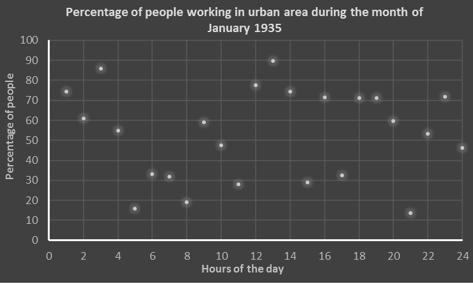 Percentage of people working in urban area during the month of
January 1935
100
90
80
70
60
50
40
30
20
10
0
Percentage of people
0 2 4 6 8 10 12 14 16 18 20 22 24
Hours of the day